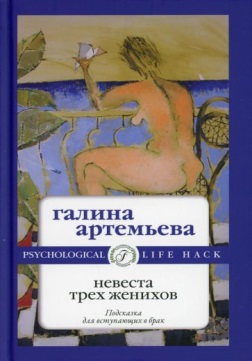 галина
артемьева
PSYCHOLOGICAL LIFE HACK
невеста
трех женихов
Подсказка
для вступающих в брак